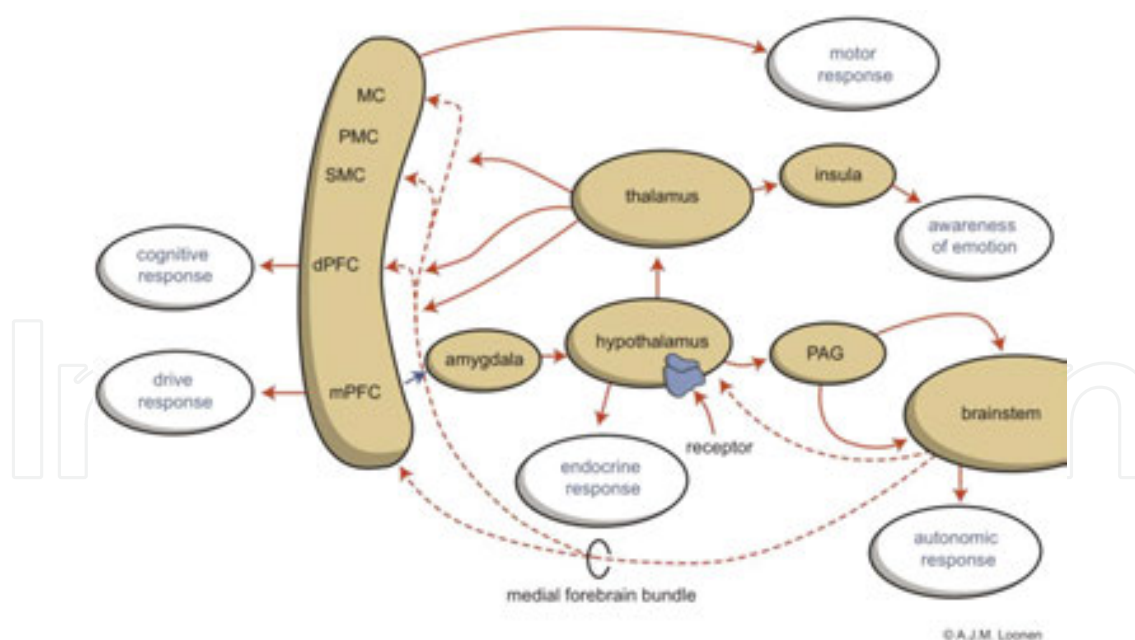 motor
response
MC
PMC
SMC
thalamus
insula
awareness
of emotion
cognitive
response
dPFC
hypothalamus
PAG
amygdala
drive
response
mPFC
brainstem
receptor
endocrine
response
autonomic
response
medial forebrain bundle
© A.J.M. Loonen